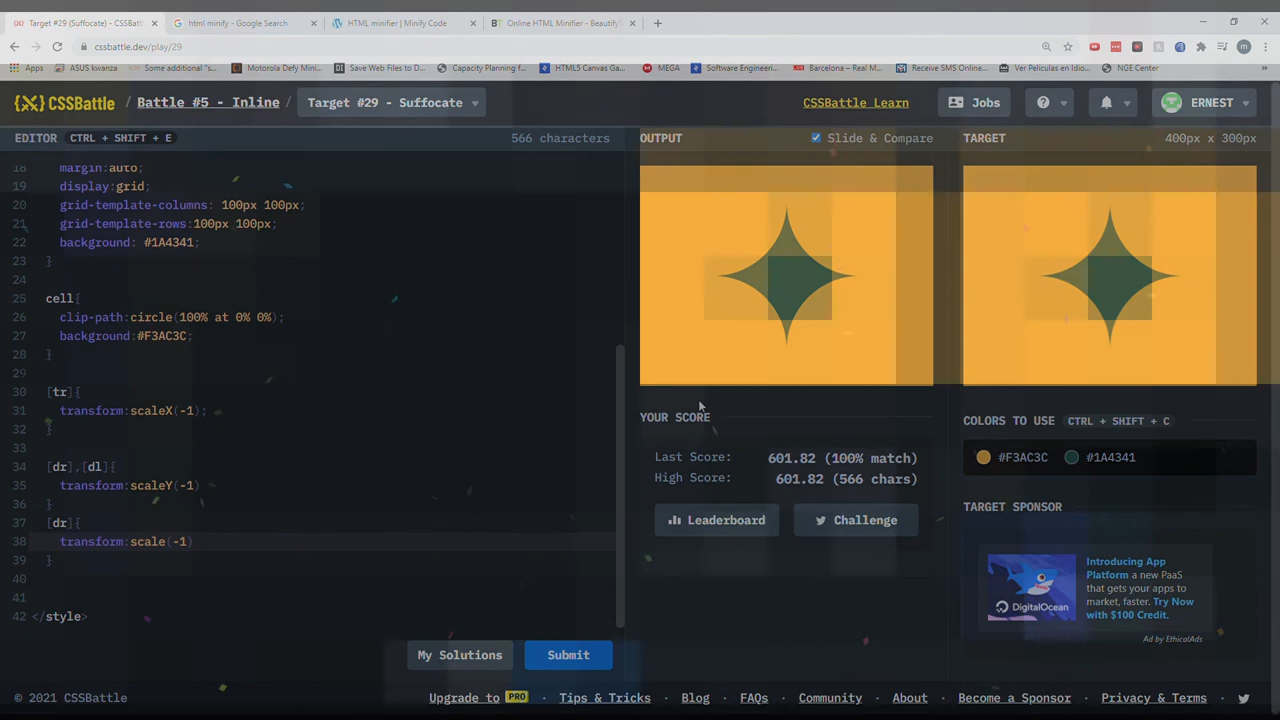 Target #29 (Suffocate) - CSSBatt
html minify - Google Search
HTML minifier | Minify Code
Online HTML Minifier - Beautify
cssbattle.dev/play/29
Apps
ASUS kwanza
Some additional "s...
Motorola Defy Mini...
Save Web Files to D...
Capacity Planning f...
HTML5 Canvas Ga...
MEGA
Software Engineeri...
Barcelona – Real M...
Receive SMS Online...
Ver Peliculas en Idio...
NGE Center
»
{X} CSSBattle / Battle #5 - Inline / Target #29 - Suffocate
CSSBattle Learn
Jobs
?
ERNEST
EDITOR CTRL + SHIFT + E 566 characters
OUTPUT Slide & Compare
TARGET 400px x 300px
18 margin:auto;
19 display:grid;
20 grid-template-columns: 100px 100px;
21 grid-template-rows:100px 100px;
22 background: #1A4341;
23 }
24
25 cell{
26 clip-path:circle(100% at 0% 0%);
27 background:#F3AC3C;
28 }
29
30 [tr]{
31 transform:scaleX(-1);
32 }
33
34 [dr],[dl]{
35 transform:scaleY(-1)
36 }
37 [dr]{
38 transform:scale(-1)
39 }
40
41
42 </style>
YOUR SCORE
Last Score: 601.82 (100% match)
High Score: 601.82 (566 chars)
Leaderboard
Challenge
COLORS TO USE CTRL + SHIFT + C
#F3AC3C #1A4341
TARGET SPONSOR
DigitalOcean
Introducing App
Platform a new PaaS
that gets your apps to
market, faster. Try Now
with $100 Credit.
Ad by EthicalAds
My Solutions
Submit
© 2021 CSSBattle
Upgrade to PRO · Tips & Tricks · Blog · FAQs · Community · About · Become a Sponsor · Privacy & Terms ·